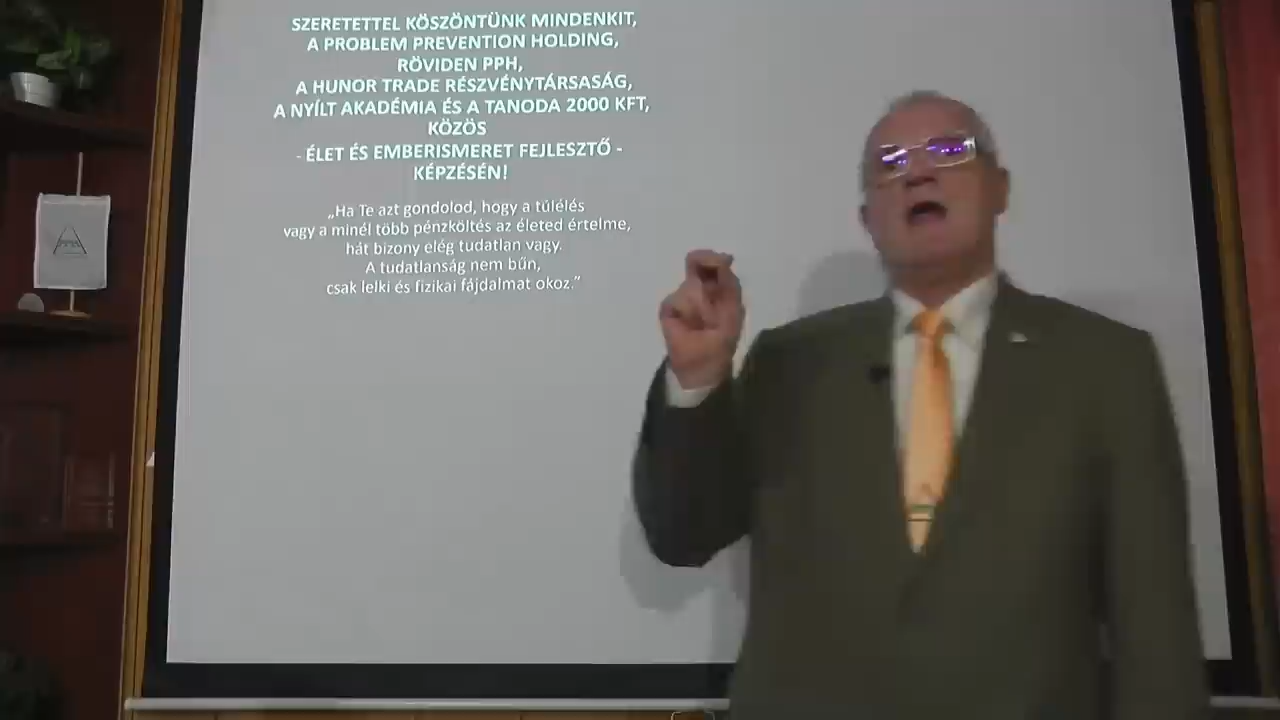 SZERETETTEL KÖSZÖNTÜNK MINDENKIT,
A PROBLEM PREVENTION HOLDING,
RÖVIDEN PPH,
A HUNOR TRADE RÉSZVÉNYTÁRSASÁG,
A NYÍLT AKADÉMIA ÉS A TANODA 2000 KFT,
KÖZÖS
- ÉLET ÉS EMBERISMERET FEJLESZTŐ -
KÉPZÉSÉN!
„Ha Te azt gondolod, hogy a túlélés
vagy a minél több pénzköltés az életed értelme,
hát bizony elég tudatlan vagy.
A tudatlanság nem bűn,
csak lelki és fizikai fájdalmat okoz.”